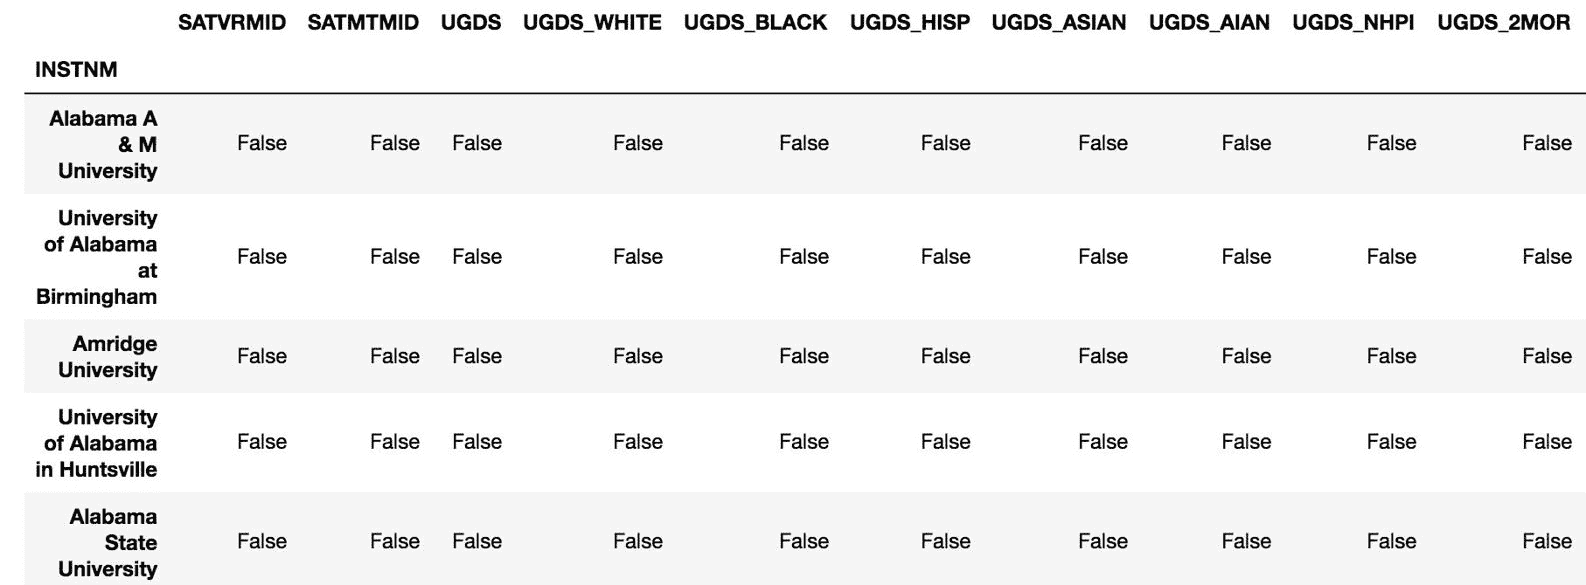 SATVRMID SATMTMID UGDS UGDS_WHITE UGDS_BLACK UGDS_HISP UGDS_ASIAN UGDS_AIAN UGDS_NHPI UGDS_2MOR
INSTNM
Alabama A
& M
University
False False False False False False False False False False
University
of Alabama
at
Birmingham
False False False False False False False False False False
Amridge
University
False False False False False False False False False False
University
of Alabama
in Huntsville
False False False False False False False False False False
Alabama
State
University
False False False False False False False False False False